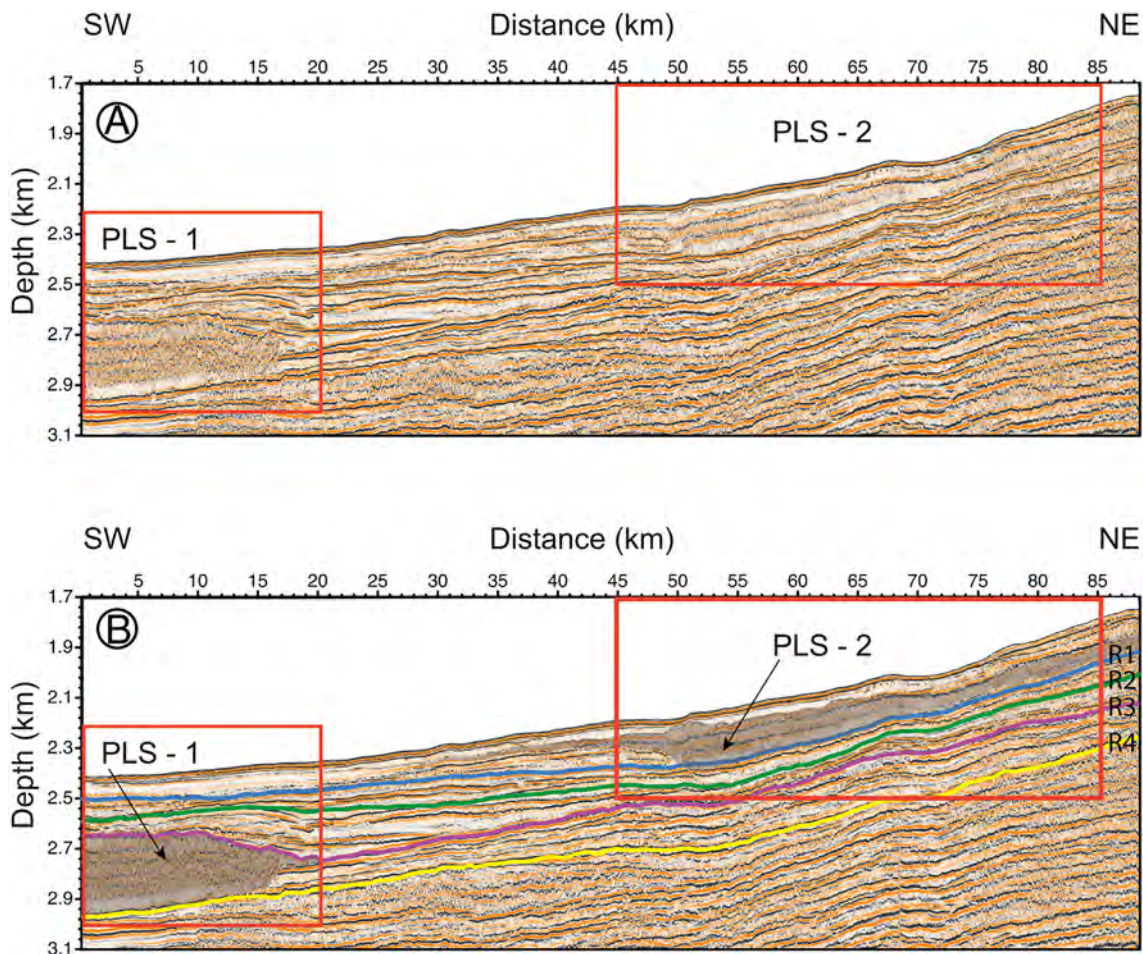 SW Distance (km) NE
5 10 15 20 25 30 35 40 45 50 55 60 65 70 75 80 85
1.7
A
PLS - 2
1.9
2.1
PLS - 1
2.3
2.5
2.7
2.9
3.1
Depth (km)
SW Distance (km) NE
5 10 15 20 25 30 35 40 45 50 55 60 65 70 75 80 85
1.7
B
PLS - 2
1.9
R1
R2
2.1
R3
R4
PLS - 1
2.3
2.5
2.7
2.9
3.1
Depth (km)